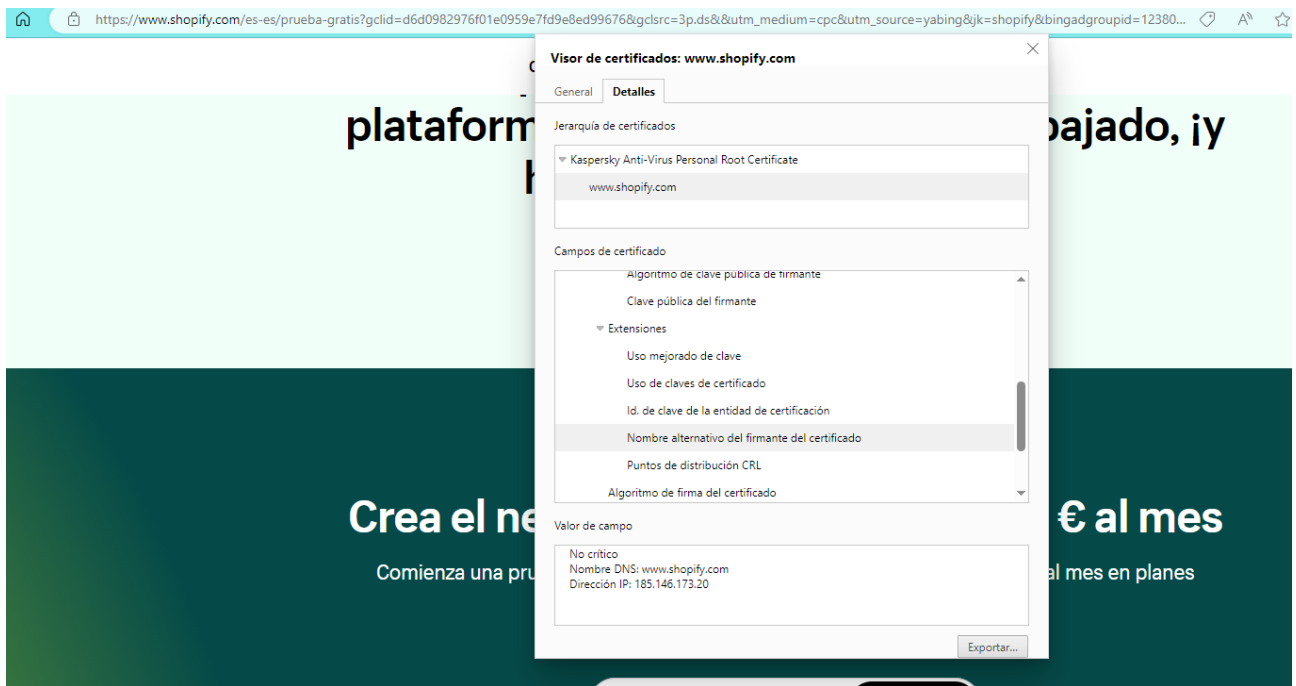 https://www.shopify.com/es-es/prueba-gratis?gclid=d6d0982976f01e0959e7fd9e8ed99676&gclsrc=3p.ds&&utm_medium=cpc&utm_source=yabing&jk=shopify&bingadgroupid=12380...
Visor de certificados: www.shopify.com
General Detalles
plataform
bajado, ¡y
h
Jerarquía de certificados
Kaspersky Anti-Virus Personal Root Certificate
www.shopify.com
Campos de certificado
Algoritmo de clave pública de firmante
Clave pública del firmante
Extensiones
Uso mejorado de clave
Uso de claves de certificado
Id. de clave de la entidad de certificación
Nombre alternativo del firmante del certificado
Puntos de distribución CRL
Algoritmo de firma del certificado
Crea el ne
€ al mes
Valor de campo
No crítico
Nombre DNS: www.shopify.com
Dirección IP: 185.146.173.20
Comienza una pru
al mes en planes
Exportar...